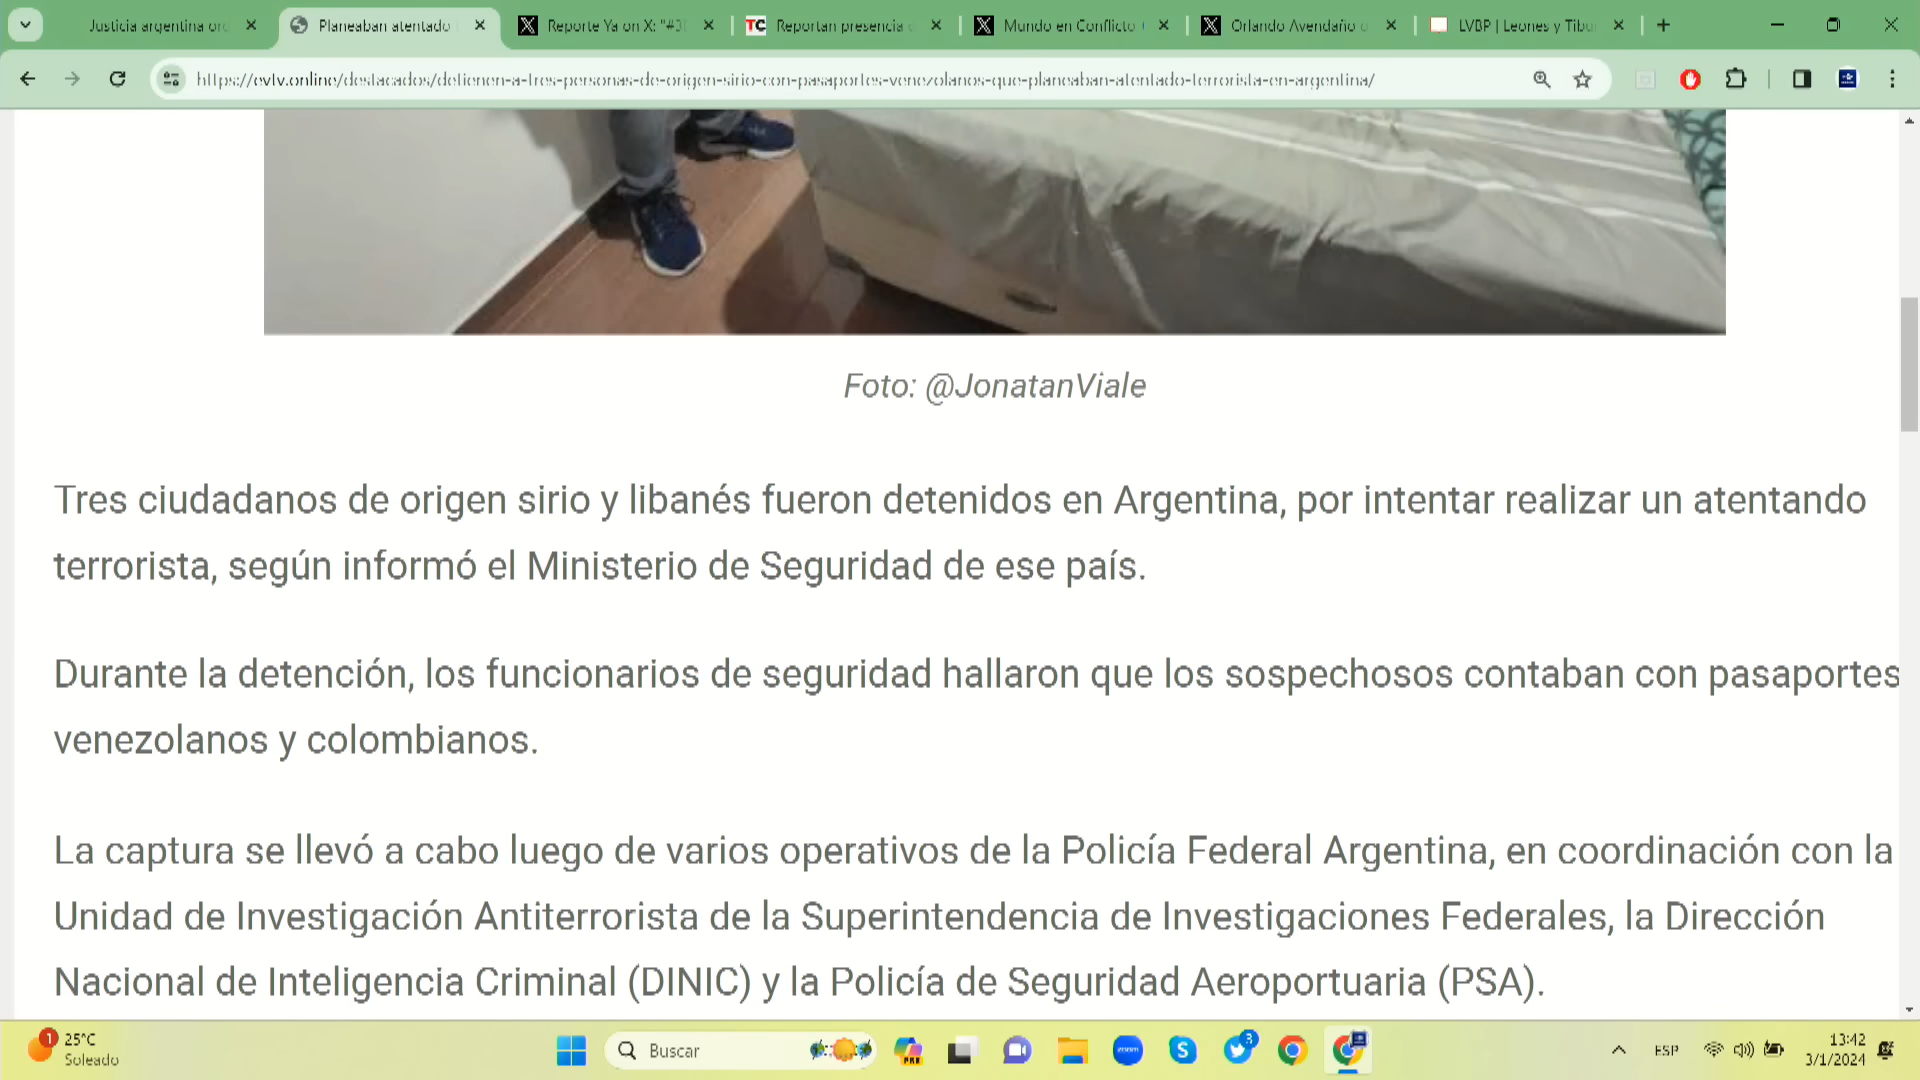 Justicia argentina ord
Planeaban atentado
Reporte Ya on X: "#3
Reportan presencia d
Mundo en Conflicto
Orlando Avendaño
LVBP | Leones y Tibu
https://evtv.online/destacados/detienen-a-tres-personas-de-origen-sirio-con-pasaportes-venezolanos-que-planeaban-atentado-terrorista-en-argentina/
Foto: @JonatanViale
Tres ciudadanos de origen sirio y libanés fueron detenidos en Argentina, por intentar realizar un atentando
terrorista, según informó el Ministerio de Seguridad de ese país.
Durante la detención, los funcionarios de seguridad hallaron que los sospechosos contaban con pasaportes
venezolanos y colombianos.
La captura se llevó a cabo luego de varios operativos de la Policía Federal Argentina, en coordinación con la
Unidad de Investigación Antiterrorista de la Superintendencia de Investigaciones Federales, la Dirección
Nacional de Inteligencia Criminal (DINIC) y la Policía de Seguridad Aeroportuaria (PSA).
1
25°C
Soleado
Buscar
PRE
zoom
3
ESP
13:42
3/1/2024